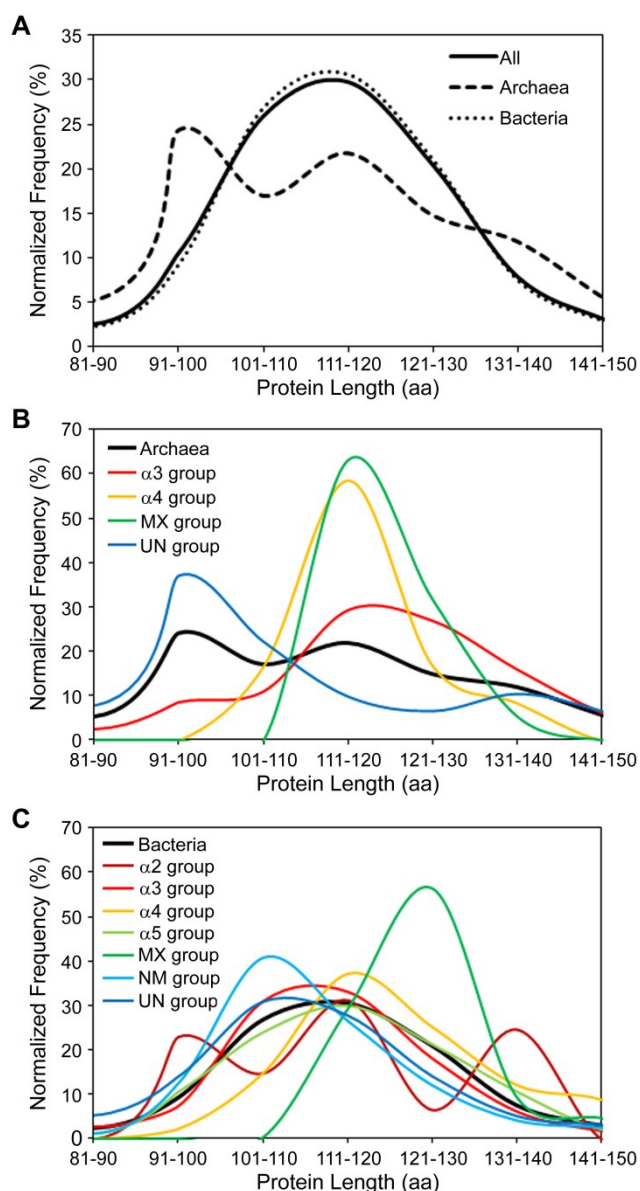 A
Normalized Frequency (%)
35
30
25
20
15
10
5
0
All
Archaea
Bacteria
81-90 91-100 101-110 111-120 121-130 131-140 141-150
Protein Length (aa)
B
Normalized Frequency (%)
70
60
50
40
30
20
10
0
Archaea
α3 group
α4 group
MX group
UN group
81-90 91-100 101-110 111-120 121-130 131-140 141-150
Protein Length (aa)
C
Normalized Frequency (%)
70
60
50
40
30
20
10
0
Bacteria
α2 group
α3 group
α4 group
α5 group
MX group
NM group
UN group
81-90 91-100 101-110 111-120 121-130 131-140 141-150
Protein Length (aa)